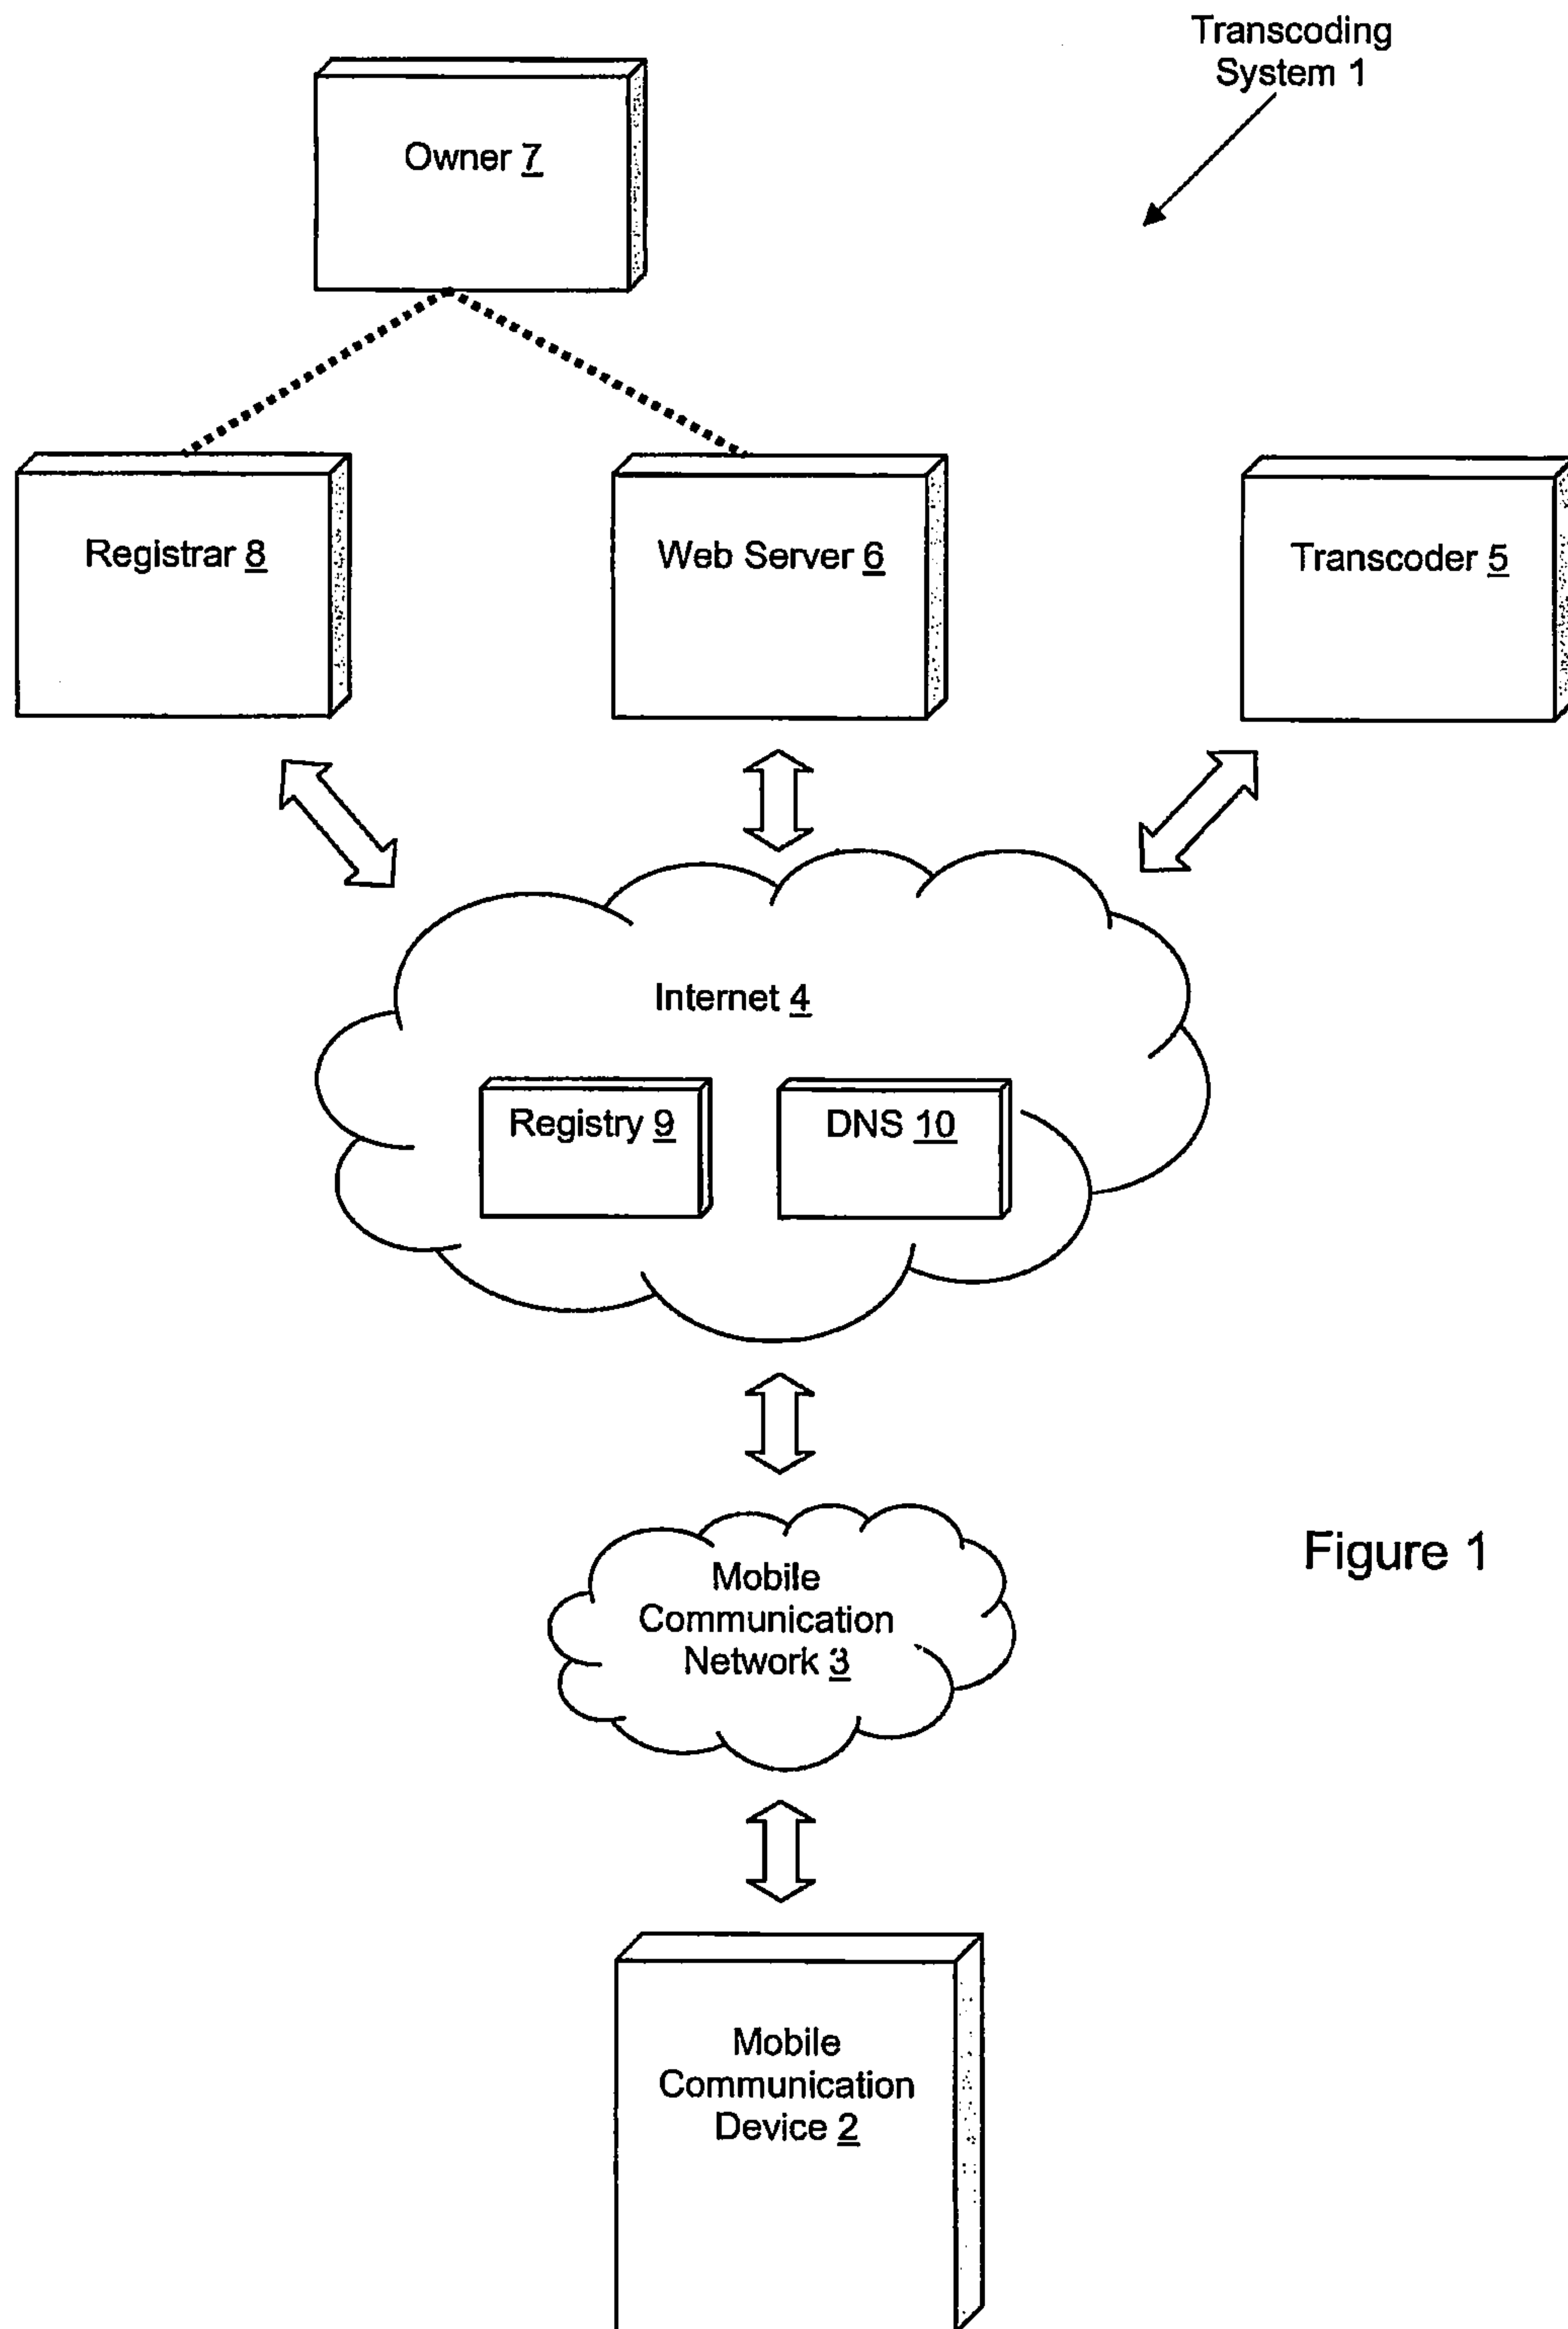 Transcoding
System 1
Owner 7
Registrar 8
Web Server 6
Transcoder 5
Internet 4
Registry 9
DNS 10
Mobile
Communication
Network 3
Figure 1
Mobile
Communication
Device 2